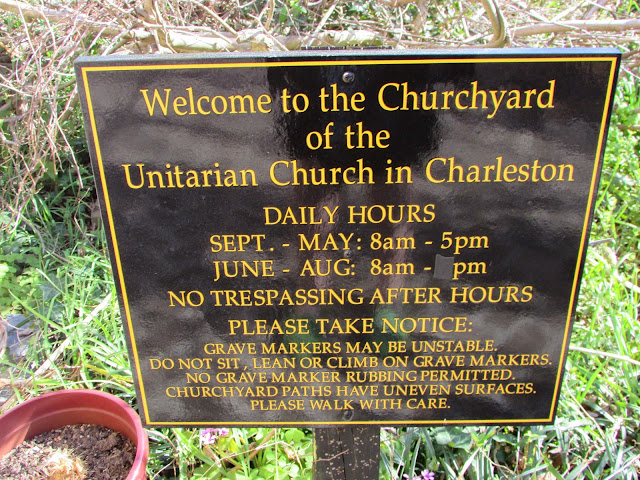 Welcome to the Churchyard
of the
Unitarian Church in Charleston
DAILY HOURS
SEPT. - MAY: 8am - 5pm
JUNE - AUG: 8am - pm
NO TRESPASSING AFTER HOURS
PLEASE TAKE NOTICE:
GRAVE MARKERS MAY BE UNSTABLE.
DO NOT SIT, LEAN OR CLIMB ON GRAVE MARKERS.
NO GRAVE MARKER RUBBING PERMITTED.
CHURCHYARD PATHS HAVE UNEVEN SURFACES.
PLEASE WALK WITH CARE.